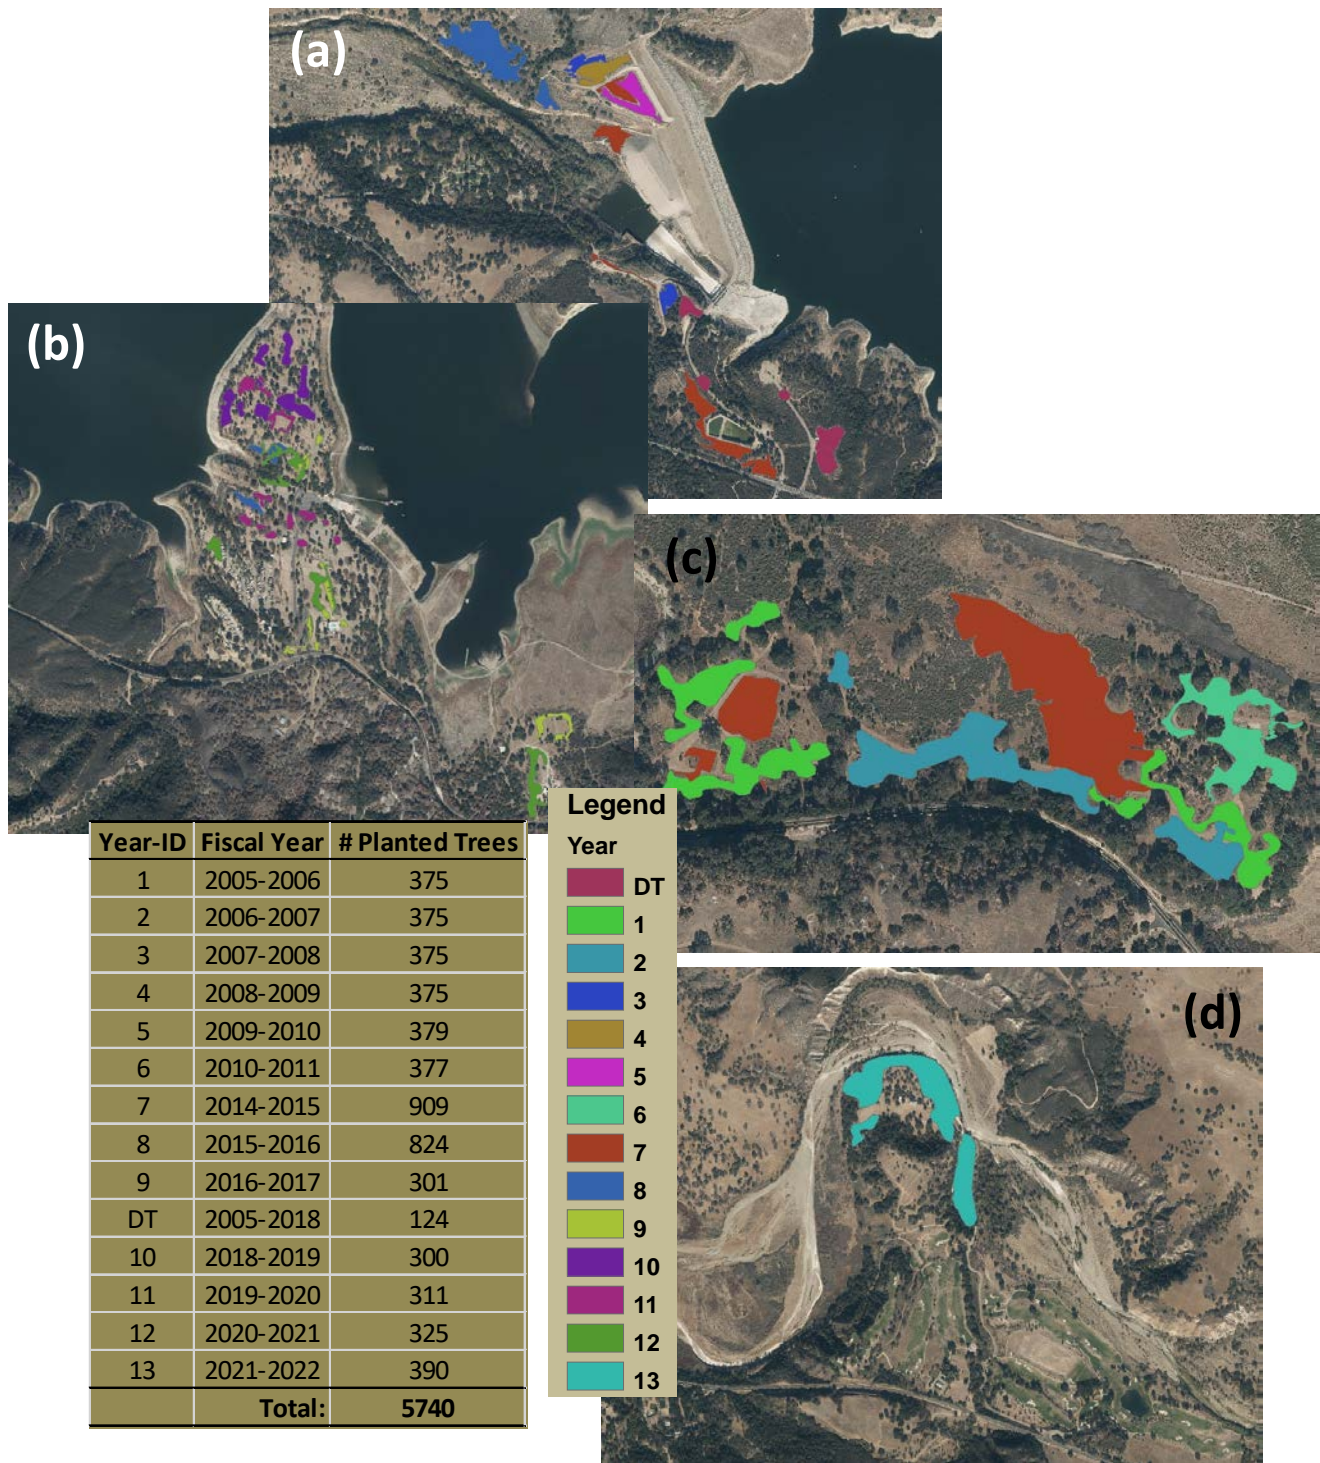 (a)
(b)
(c)
(d)
Year-ID Fiscal Year # Planted Trees
1 2005-2006 375
2 2006-2007 375
3 2007-2008 375
4 2008-2009 375
5 2009-2010 379
6 2010-2011 377
7 2014-2015 909
8 2015-2016 824
9 2016-2017 301
DT 2005-2018 124
10 2018-2019 300
11 2019-2020 311
12 2020-2021 325
13 2021-2022 390
Total: 5740
Legend
Year
DT
1
2
3
4
5
6
7
8
9
10
11
12
13